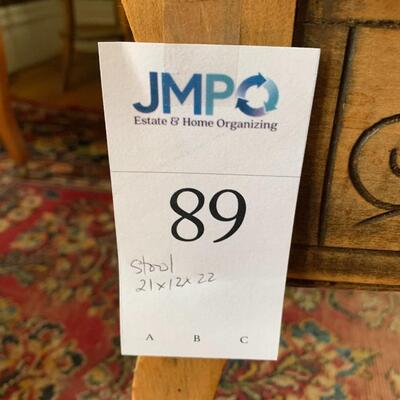 JMPO
Estate & Home Organizing
89
Stool
21x12x22
A B C